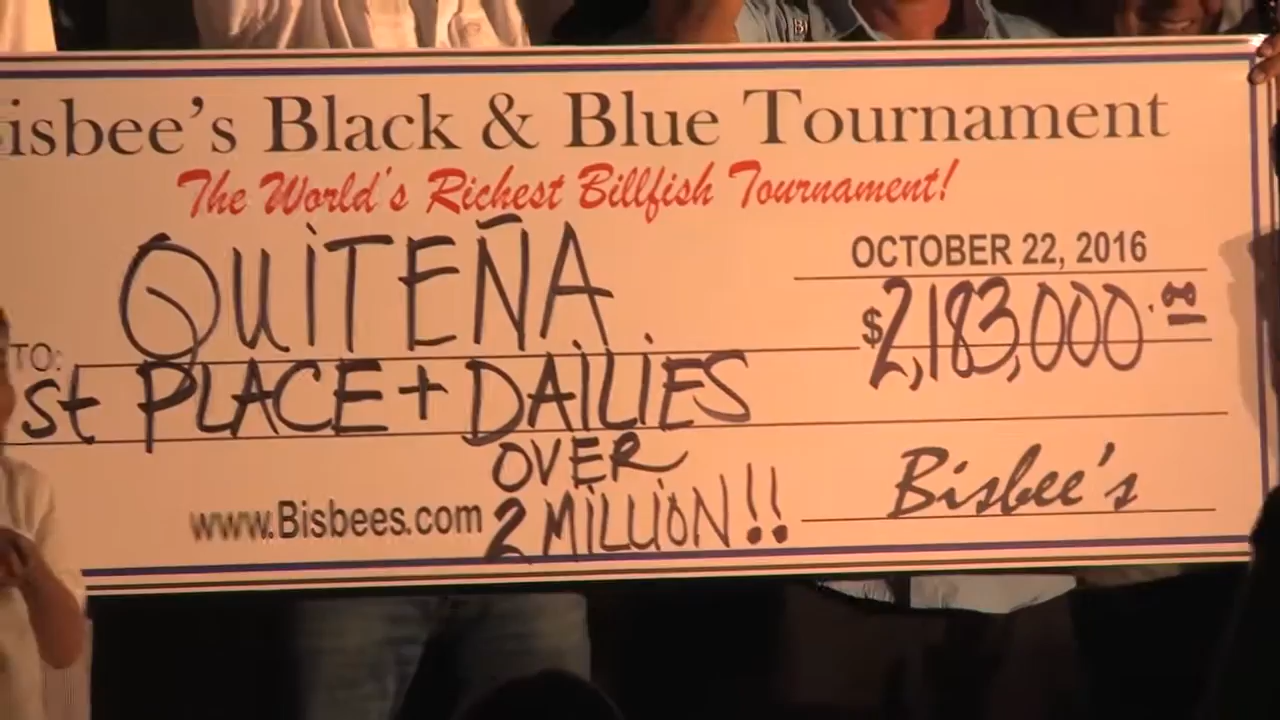 isbee's Black & Blue Tournament
The World's Richest Billfish Tournament!
QUITEÑA
OCTOBER 22, 2016
$2,183,000.00
TO:
st PLACE + DAILIES
OVER
www.Bisbees.com 2 MILLION!!
Bisbee's